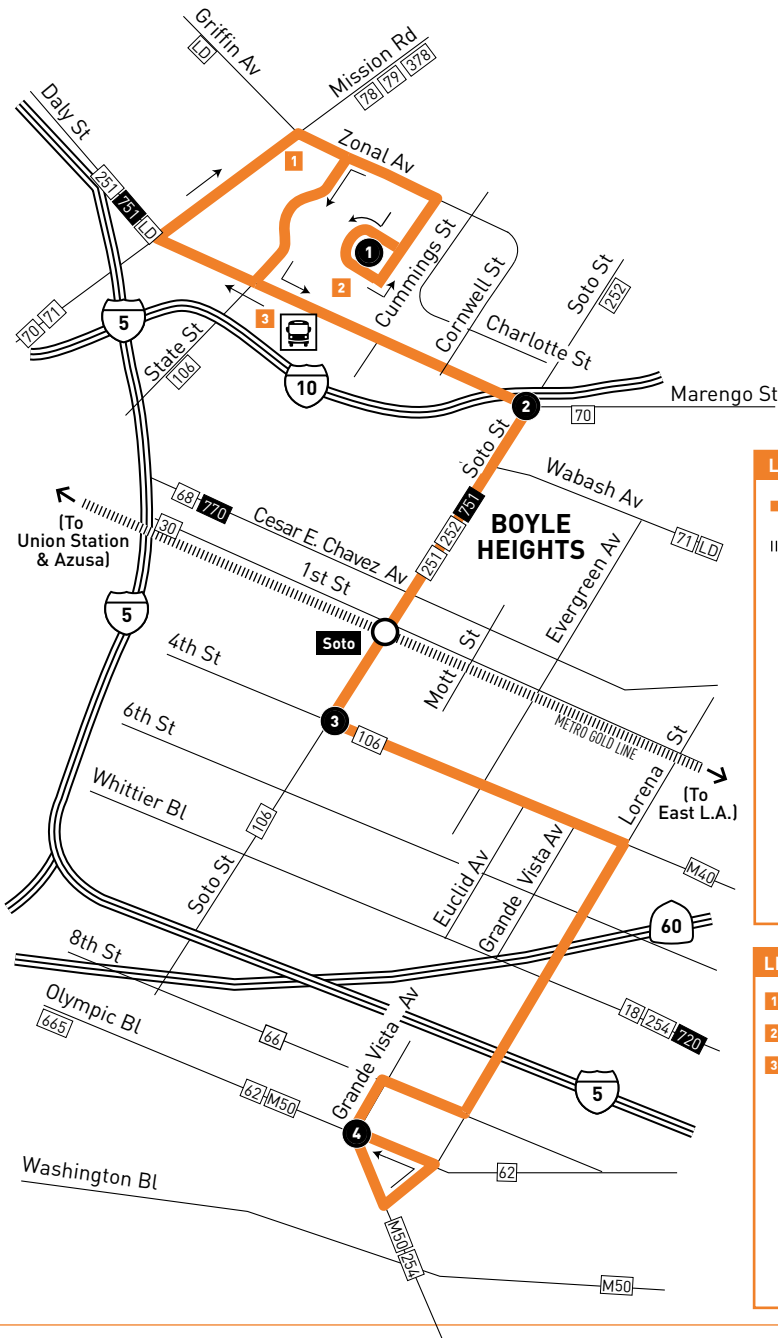 Griffin Av
LD
Mission Rd
78 79 378
Daly St
251 751 LD
Zonal Av
1
1
2
3
Cummings St
Cornwell St
Charlotte St
Soto St
252
70 71
5
State St
106
10
2
Marengo St
70
Soto St
Wabash Av
71 LD
68 770
Cesar E. Chavez Av
251 252 751
BOYLE
HEIGHTS
Evergreen Av
(To
Union Station
& Azusa)
30
1st St
5
Soto
Mott St
4th St
3
106
METRO GOLD LINE
Lorena St
(To
East L.A.)
6th St
Whittier Bl
106
Soto St
Euclid Av
Grande Vista Av
M40
60
8th St
Olympic Bl
665
66
18-254-720
Grande Vista Av
5
62-M50
4
62
Washington Bl
M50-254
M50
L
LI
1
2
3